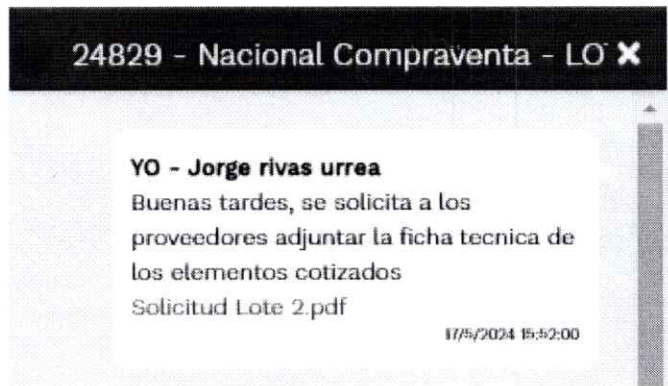 24829 - Nacional Compraventa - LO
YO - Jorge rivas urrea
Buenas tardes, se solicita a los
proveedores adjuntar la ficha tecnica de
los elementos cotizados
Solicitud Lote 2.pdf
17/5/2024 15:52:00